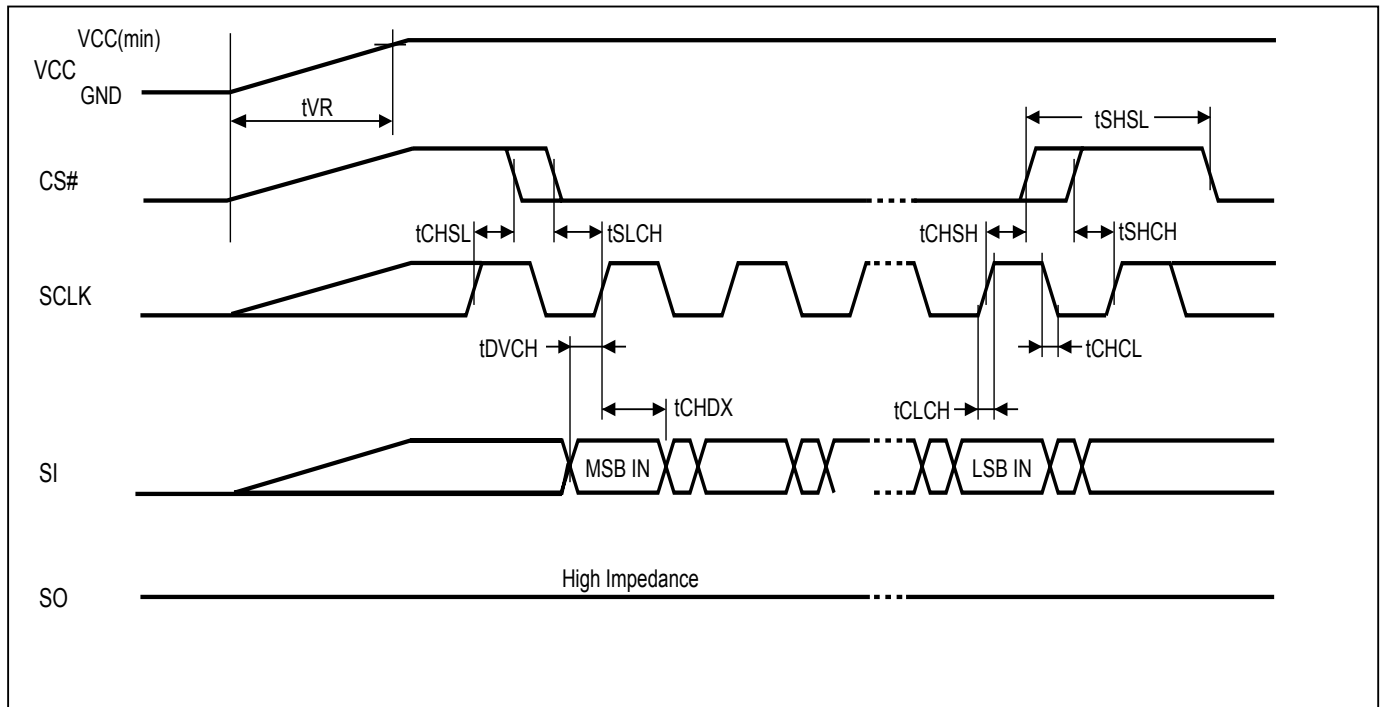 VCC(min)
VCC
GND
tVR
tSHSL
CS#
tCHSL
tSLCH
tCHSH
tSHCH
SCLK
tDVCH
tCHCL
tCHDX
tCLCH
SI
MSB IN
LSB IN
High Impedance
SO